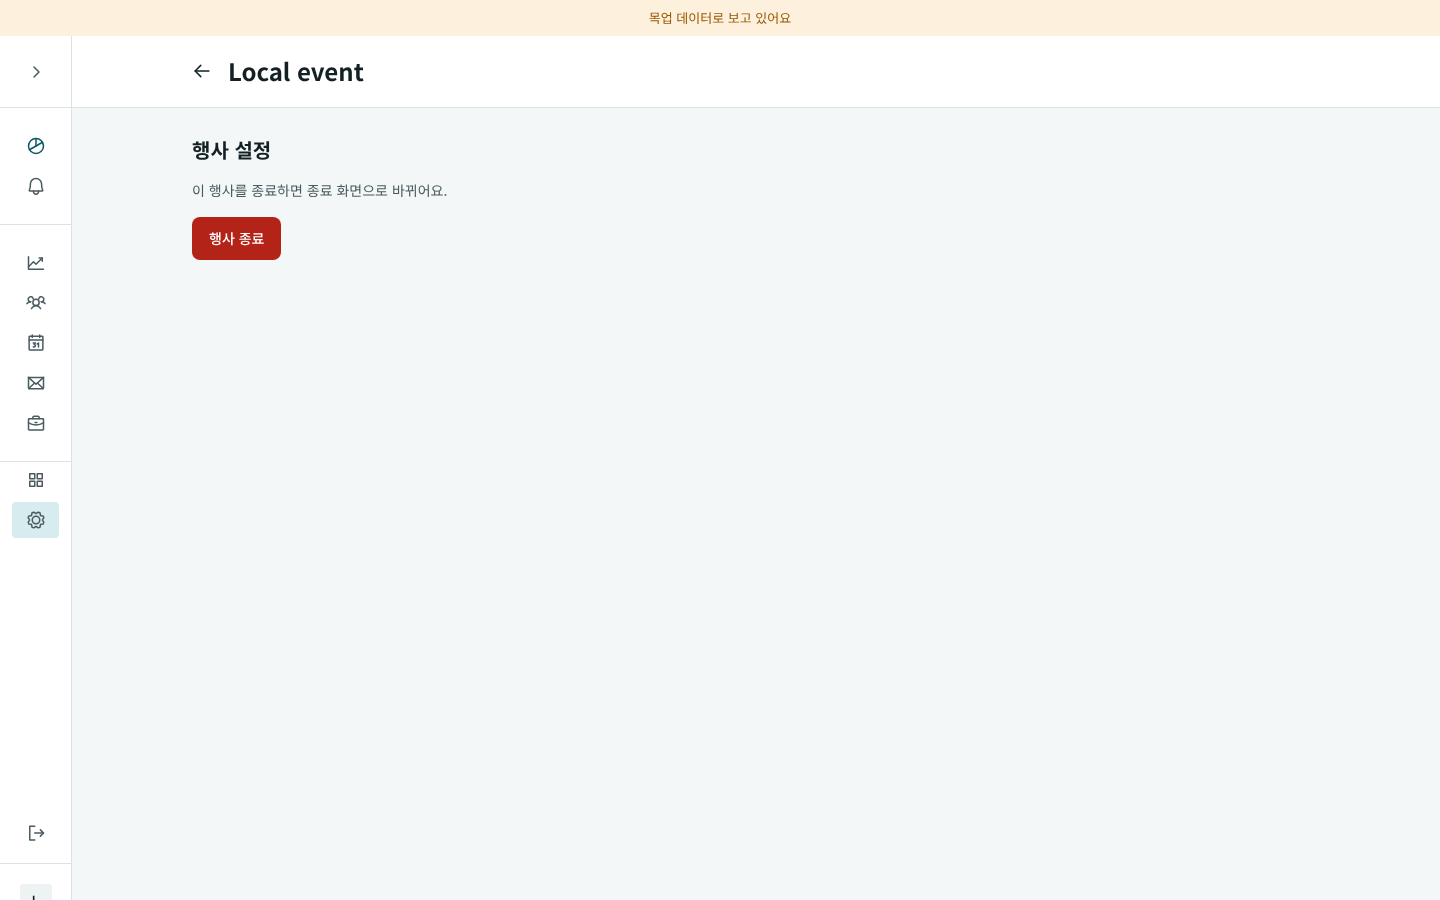 목업 데이터로 보고 있어요
Local event
행사 설정
이 행사를 종료하면 종료 화면으로 바뀌어요.
행사 종료
31